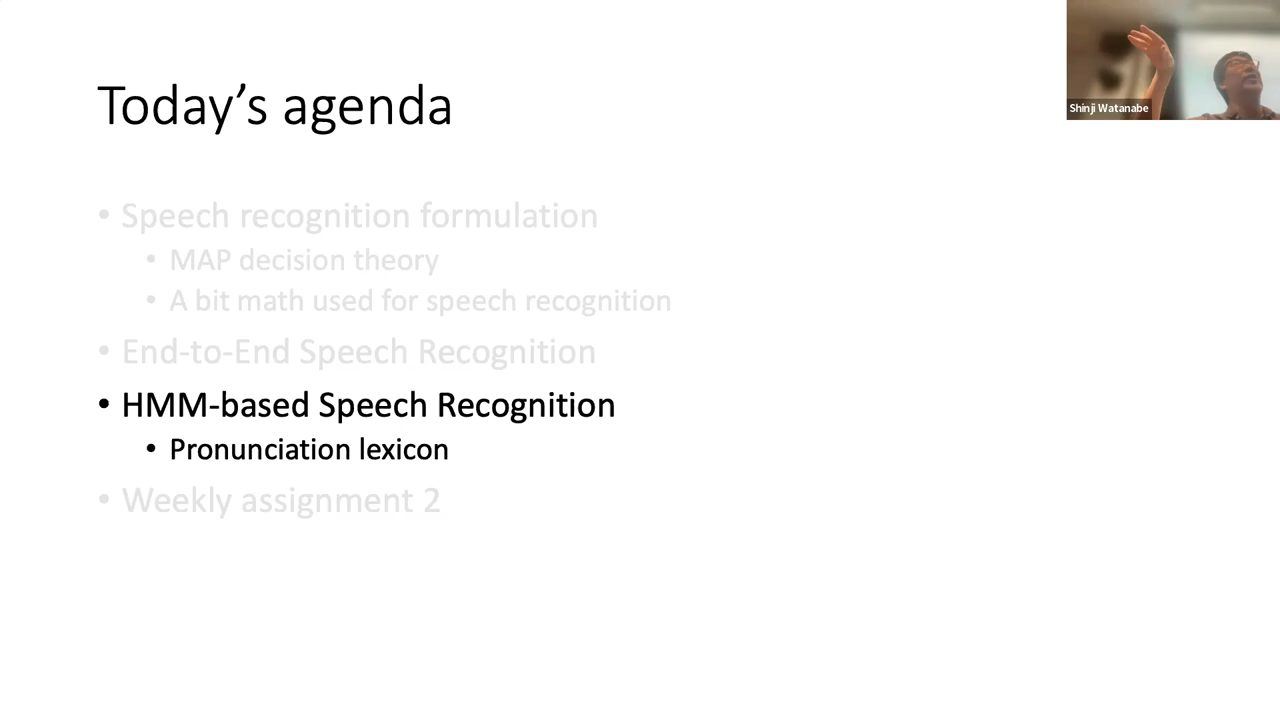 Shinji Watanabe
Today's agenda
• Speech recognition formulation
• MAP decision theory
• A bit math used for speech recognition
• End-to-End Speech Recognition
• HMM-based Speech Recognition
• Pronunciation lexicon
• Weekly assignment 2